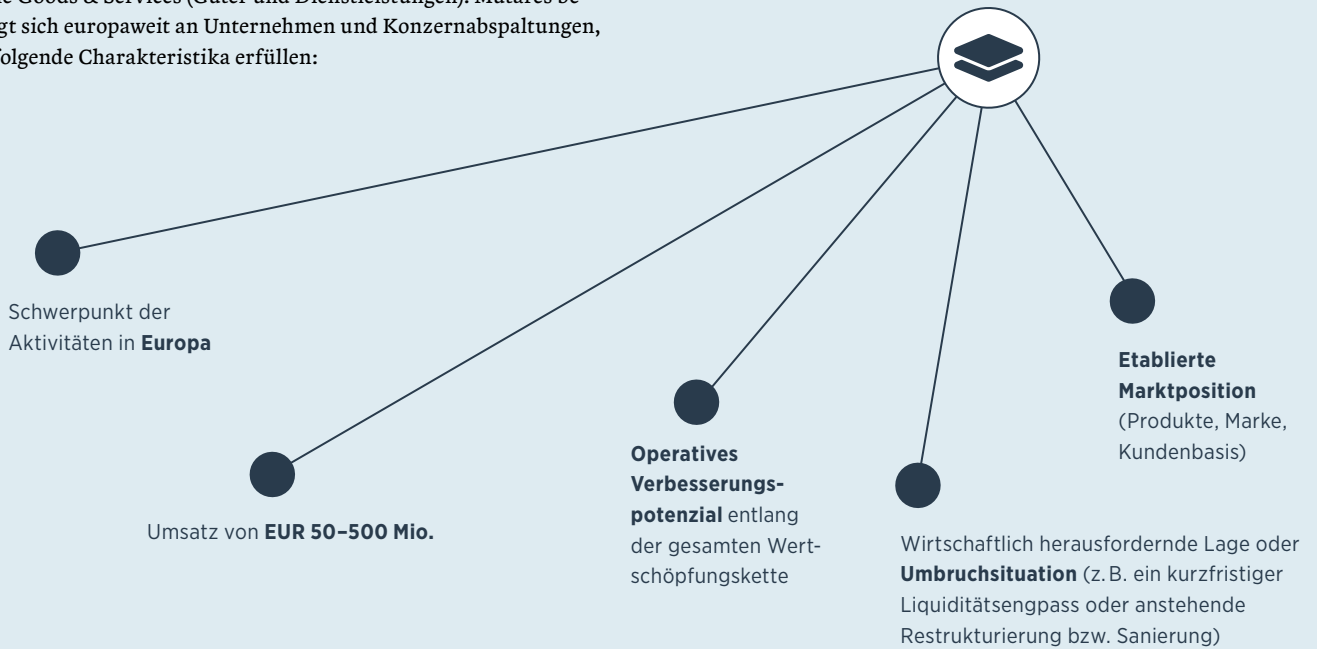 Goods & Services (Güter und Dienstleistungen). Mutares be-
sich europaweit an Unternehmen und Konzernabspaltungen,
folgende Charakteristika erfüllen:
Schwerpunkt der
Aktivitäten in Europa
Umsatz von EUR 50–500 Mio.
Operatives
Verbesserungs-
potenzial entlang
der gesamten Wert-
schöpfungskette
Wirtschaftlich herausfordernde Lage oder
Umbruchsituation (z. B. ein kurzfristiger
Liquiditätsengpass oder anstehende
Restrukturierung bzw. Sanierung)
Etablierte
Marktposition
(Produkte, Marke,
Kundenbasis)